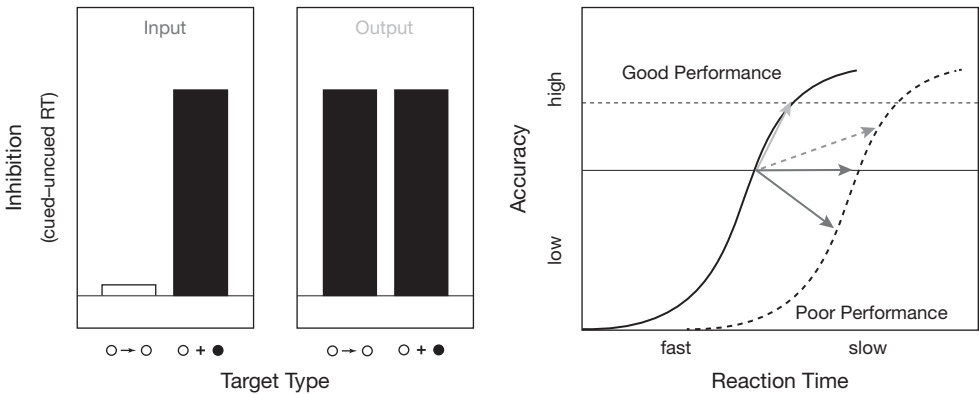 Input
Output
Inhibition
(cued–uncued RT)
+
+
Target Type
Good Performance
Poor Performance
high
low
Accuracy
fast
slow
Reaction Time